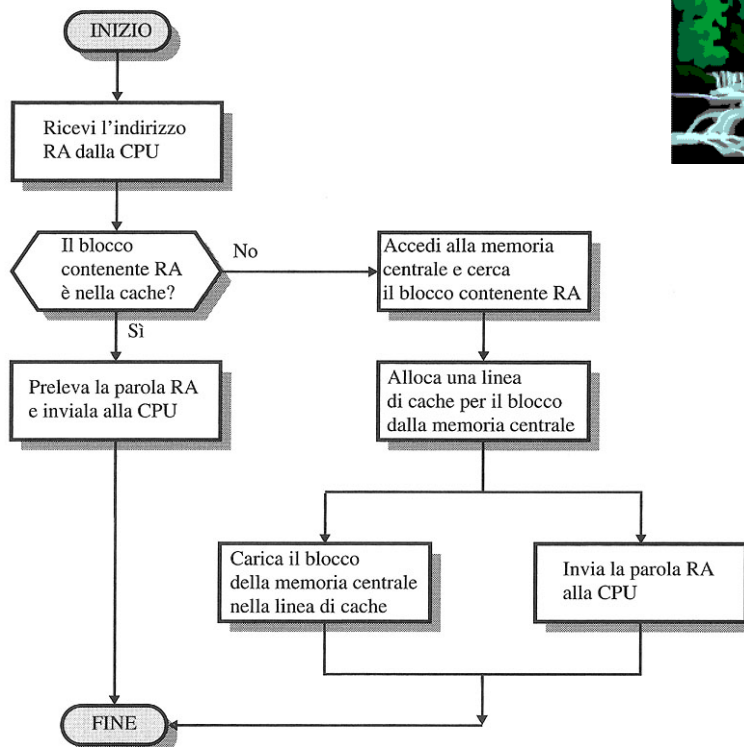 INIZIO
Ricevi l'indirizzo
RA dalla CPU
Il blocco
contenente RA
è nella cache?
No
Sì
Accedi alla memoria
centrale e cerca
il blocco contenente RA
Preleva la parola RA
e inviala alla CPU
Alloca una linea
di cache per il blocco
dalla memoria centrale
Carica il blocco
della memoria centrale
nella linea di cache
Invia la parola RA
alla CPU
FINE